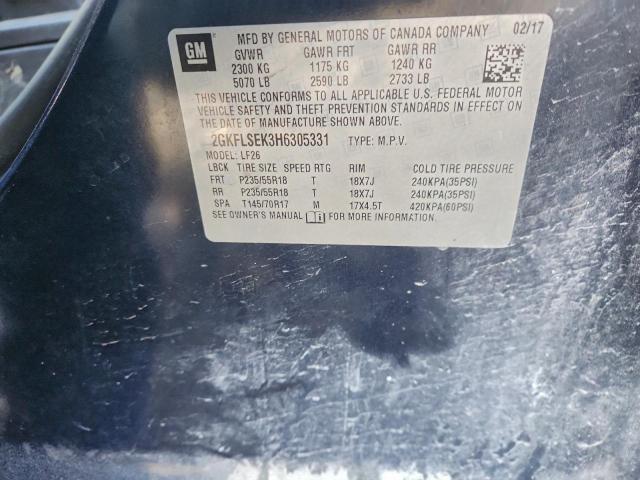 GM
MFD BY GENERAL MOTORS OF CANADA COMPANY 02/17
GVWR GAWR FRT GAWR RR
2300 KG 1175 KG 1240 KG
5070 LB 2590 LB 2733 LB
THIS VEHICLE CONFORMS TO ALL APPLICABLE U.S. FEDERAL MOTOR
VEHICLE SAFETY AND THEFT PREVENTION STANDARDS IN EFFECT ON THE
DATE OF MANUFACTURE SHOWN ABOVE.
2GKFLSEK3H6305331 TYPE: M.P.V.
MODEL: LF26
LBCK TIRE SIZE SPEED RTG RIM COLD TIRE PRESSURE
FRT P235/55R18 T 18X7J 240KPA(35PSI)
RR P235/55R18 T 18X7J 240KPA(35PSI)
SPA T145/70R17 M 17X4.5T 420KPA(60PSI)
SEE OWNER'S MANUAL FOR MORE INFORMATION.